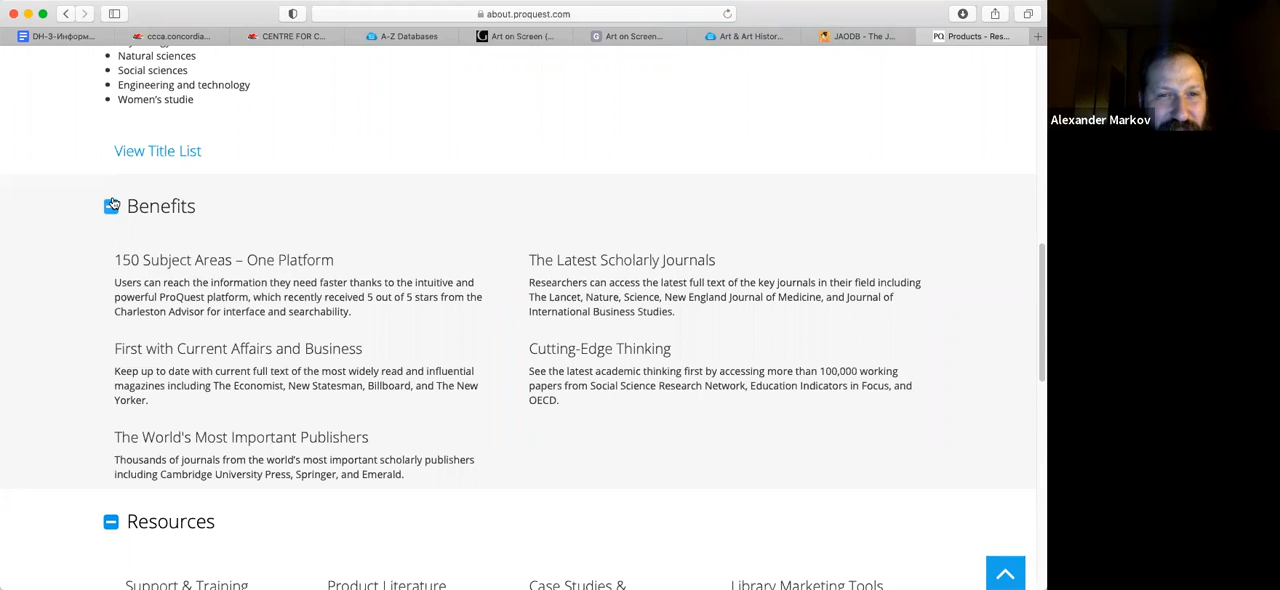 about.proquest.com
DH-3-Информ...
ccca.concordia...
CENTRE FOR C...
A-Z Databases
G
Art on Screen (...
G
Art on Screen...
Art & Art Histor...
JAODB - The J...
PQ
Products - Res...
Natural sciences
Social sciences
Engineering and technology
Women's studie
View Title List
Benefits
150 Subject Areas – One Platform
Users can reach the information they need faster thanks to the intuitive and
powerful ProQuest platform, which recently received 5 out of 5 stars from the
Charleston Advisor for interface and searchability.
First with Current Affairs and Business
Keep up to date with current full text of the most widely read and influential
magazines including The Economist, New Statesman, Billboard, and The New
Yorker.
The World's Most Important Publishers
Thousands of journals from the world's most important scholarly publishers
including Cambridge University Press, Springer, and Emerald.
The Latest Scholarly Journals
Researchers can access the latest full text of the key journals in their field including
The Lancet, Nature, Science, New England Journal of Medicine, and Journal of
International Business Studies.
Cutting-Edge Thinking
See the latest academic thinking first by accessing more than 100,000 working
papers from Social Science Research Network, Education Indicators in Focus, and
OECD.
Resources
Support & Training
Product Literature
Case Studies &
Library Marketing Tools
Alexander Markov